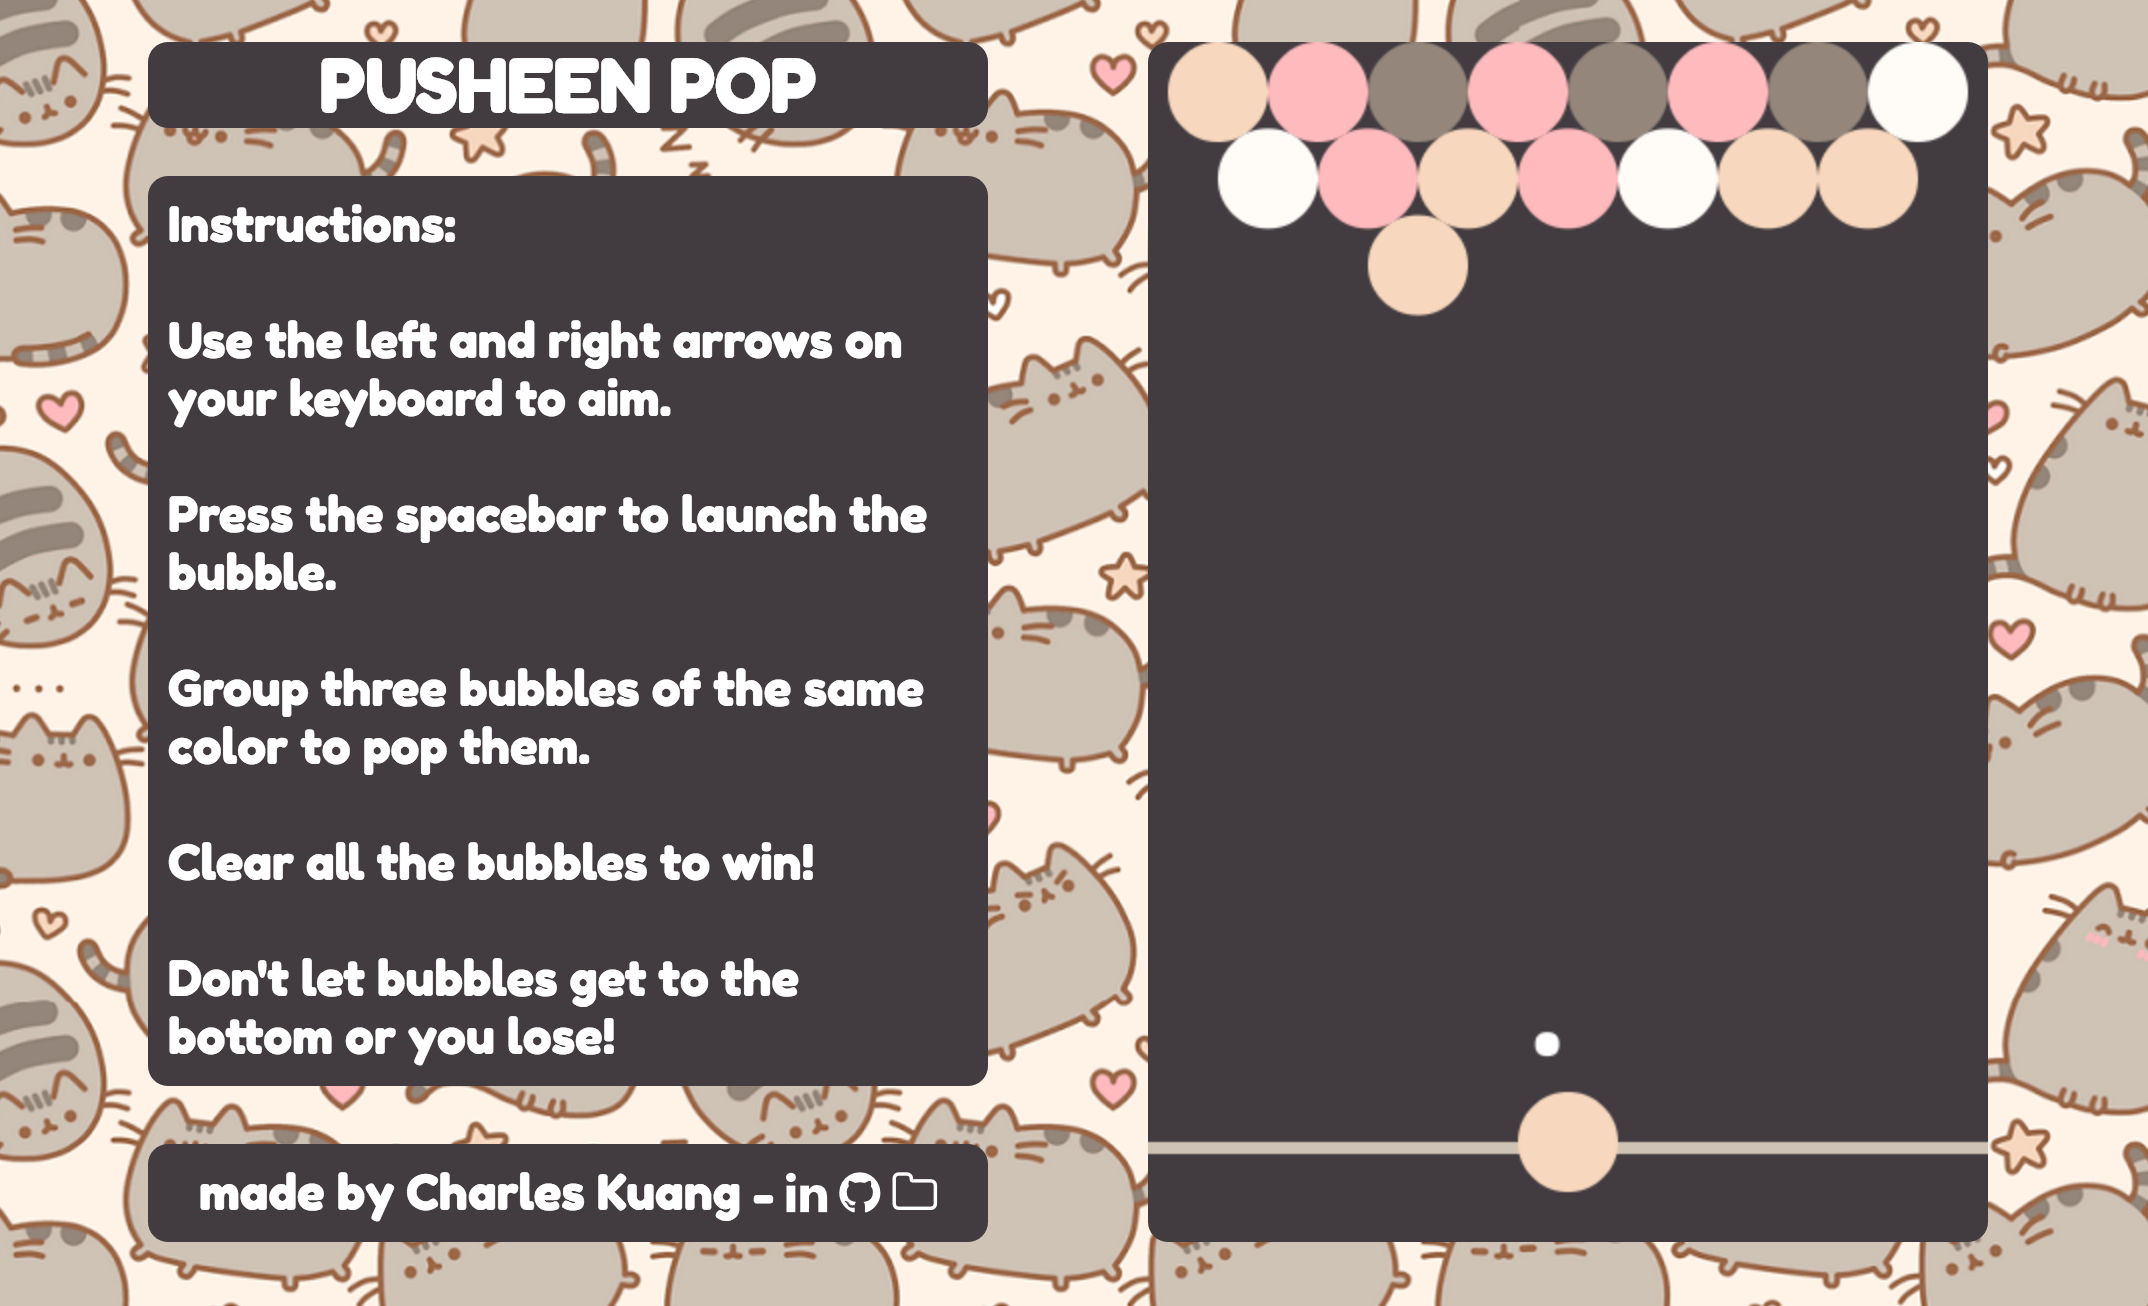 PUSHEEN POP
Instructions:
Use the left and right arrows on
your keyboard to aim.
Press the spacebar to launch the
bubble.
Group three bubbles of the same
color to pop them.
Clear all the bubbles to win!
Don't let bubbles get to the
bottom or you lose!
made by Charles Kuang - in